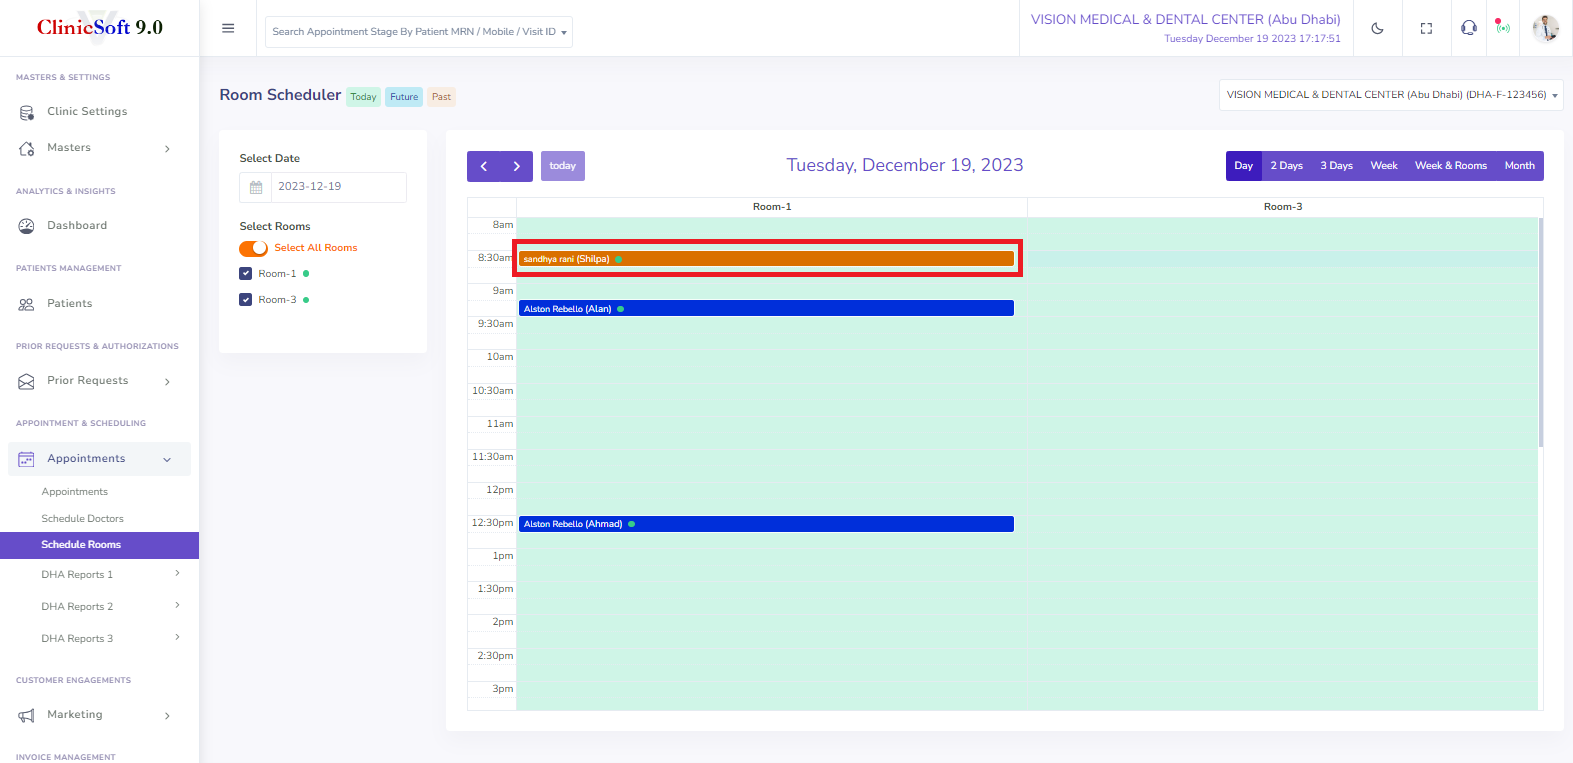 ClinicSoft 9.0
Search Appointment Stage By Patient MRN / Mobile / Visit ID
VISION MEDICAL & DENTAL CENTER (Abu Dhabi)
Tuesday December 19 2023 17:17:51
MASTERS & SETTINGS
Clinic Settings
Masters
ANALYTICS & INSIGHTS
Dashboard
PATIENTS MANAGEMENT
Patients
PRIOR REQUESTS & AUTHORIZATIONS
Prior Requests
APPOINTMENT & SCHEDULING
Appointments
Appointments
Schedule Doctors
Schedule Rooms
DHA Reports 1
DHA Reports 2
DHA Reports 3
CUSTOMER ENGAGEMENTS
Marketing
INVOICE MANAGEMENT
Room Scheduler Today Future Past
VISION MEDICAL & DENTAL CENTER (Abu Dhabi) (DHA-F-123456)
Select Date
2023-12-19
Select Rooms
Select All Rooms
Room-1
Room-3
today
Tuesday, December 19, 2023
Day 2 Days 3 Days Week Week & Rooms Month
Room-1 Room-3
8am
8:30am sandhya rani (Shilpa)
9am
Alston Rebello (Alan)
9:30am
10am
10:30am
11am
11:30am
12pm
12:30pm Alston Rebello (Ahmad)
1pm
1:30pm
2pm
2:30pm
3pm